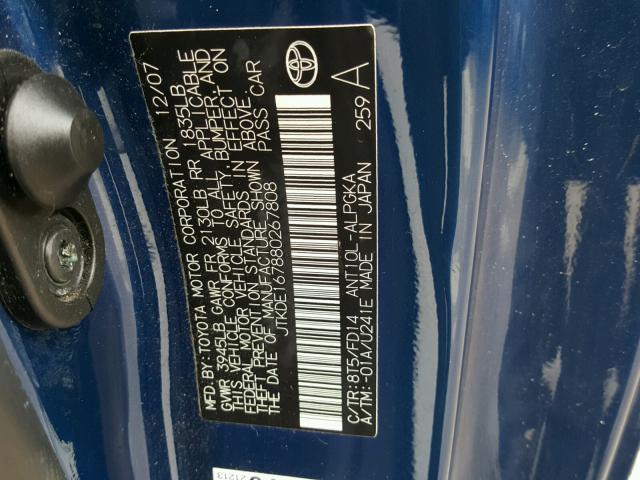 MFD. BY: TOYOTA MOTOR CORPORATION 12/07
GVWR 3945LB GAWR FR 2130LB RR 1835LB
THIS VEHICLE CONFORMS TO ALL APPLICABLE
FEDERAL MOTOR VEHICLE SAFETY, BUMPER AND
THEFT PREVENTION STANDARDS IN EFFECT ON
THE DATE OF MANUFACTURE SHOWN ABOVE.
JTKDE167880267808 PASS CAR
C/TR:8T5/FD14 ANT10L-ALPGKA 259 A
A/TM:-01A/U241E MADE IN JAPAN
21213